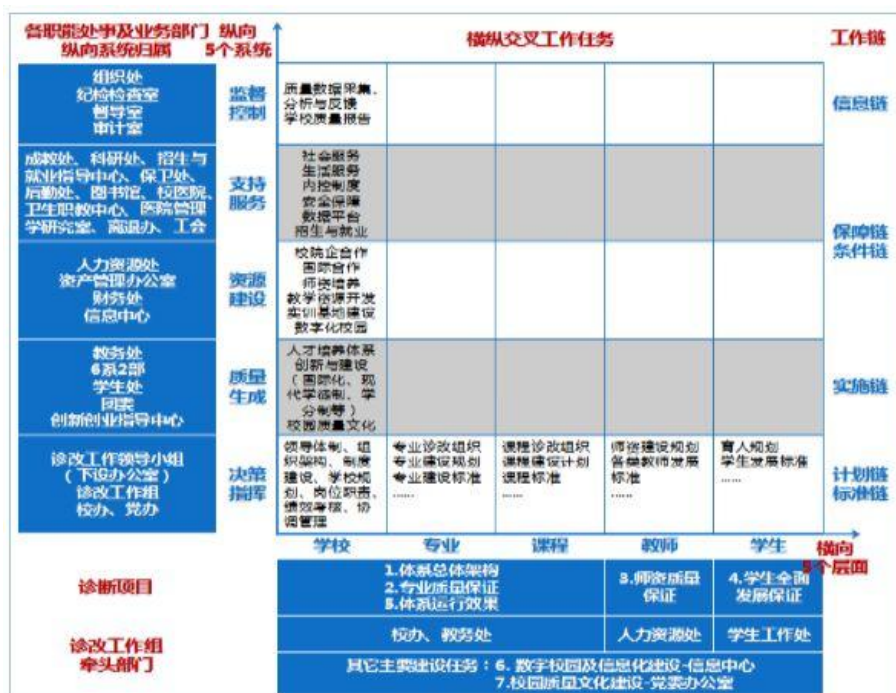 各职能处事及业务部门 纵向
纵向系统归属 5个系统
横纵交叉工作任务
工作链
组织处
纪检检查室
督导室
审计室
监督
控制
质量数据采集、
分析与反馈
学校质量报告
信息链
成教处、科研处、招生与
就业指导中心、保卫处、
后勤处、图书馆、校医院、
卫生职教中心、医院管理
学研究室、离退办、工会
支持
服务
社会服务
生活服务
内控制度
安全保障
数据平台
招生与就业
保障链
条件链
人力资源处
资产管理办公室
财务处
信息中心
资源
建设
校院企合作
国际合作
师资培养
教学资源开发
实训基地建设
数字化校园
教务处
6系2部
学生处
团委
创新创业指导中心
质量
生成
人才培养体系
创新与建设
(国际化、现
代学徒制、学
分制等)
校园质量文化
实施链
诊改工作领导小组
(下设办公室)
诊改工作组
校办、党办
决策
指挥
领导体制、组
织架构、制度
建设、学校规
划、岗位职责、
绩效考核、协
调管理
专业诊改组织
专业建设规划
专业建设标准
......
课程诊改组织
课程建设计划
课程标准
......
师资建设规划
各类教师发展
标准
......
育人规划
学生发展标准
......
计划链
标准链
学校 专业 课程 教师 学生 横向
5个层面
诊断项目
1.体系总体架构
2.专业质量保证
5.体系运行效果
3.师资质量
保证
4.学生全面
发展保证
诊改工作组
牵头部门
校办、教务处
人力资源处
学生工作处
其它主要建设任务:6. 数字校园及信息化建设-信息中心
7.校园质量文化建设-党委办公室